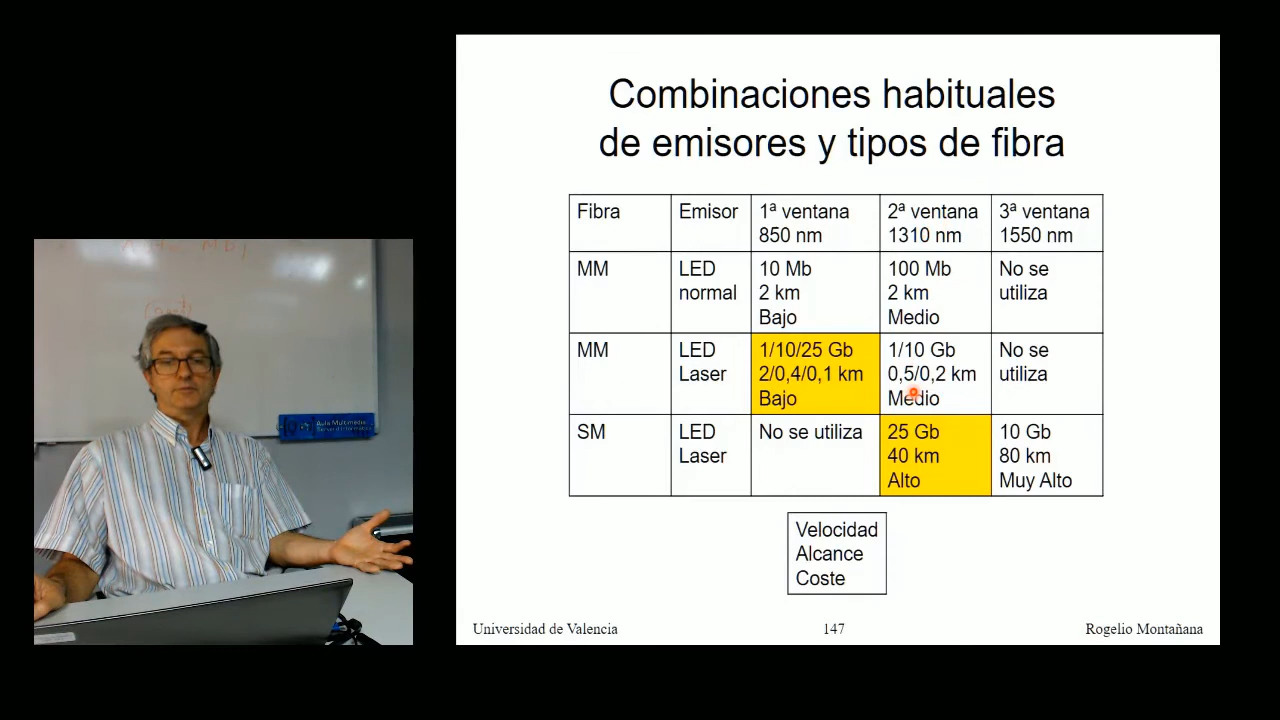 Combinaciones habituales
de emisores y tipos de fibra
Fibra
Emisor
1ª ventana
850 nm
2ª ventana
1310 nm
3ª ventana
1550 nm
MM
LED
normal
10 Mb
2 km
Bajo
100 Mb
2 km
Medio
No se
utiliza
MM
LED
Laser
1/10/25 Gb
2/0,4/0,1 km
Bajo
1/10 Gb
0,5/0,2 km
Medio
No se
utiliza
SM
LED
Laser
No se utiliza
25 Gb
40 km
Alto
10 Gb
80 km
Muy Alto
Velocidad
Alcance
Coste
Universidad de Valencia
147
Rogelio Montañana
Aula Multimedia